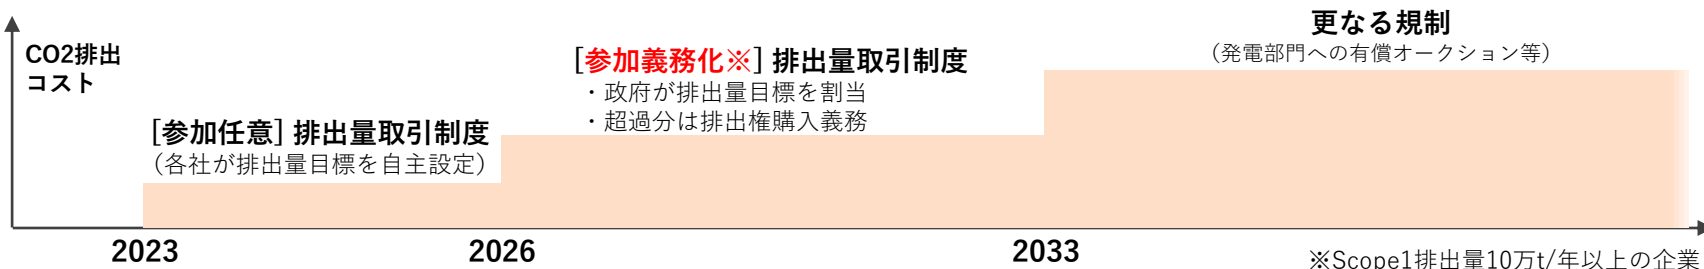 CO2排出
コスト
[参加任意] 排出量取引制度
（各社が排出量目標を自主設定）
[参加義務化※] 排出量取引制度
・政府が排出量目標を割当
・超過分は排出権購入義務
更なる規制
（発電部門への有償オークション等）
2023
2026
2033
※Scope1排出量10万t/年以上の企業